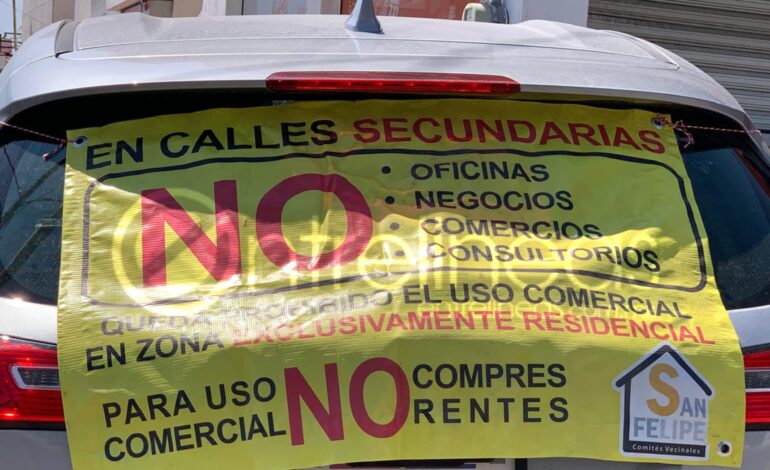 EN CALLES SECUNDARIAS
NO
• OFICINAS
• NEGOCIOS
• COMERCIOS
• CONSULTORIOS
QUEDA PROHIBIDO EL USO COMERCIAL
EN ZONA EXCLUSIVAMENTE RESIDENCIAL
PARA USO
COMERCIAL
NO
COMPRES
RENTES
SAN
FELIPE
Comités Vecinales